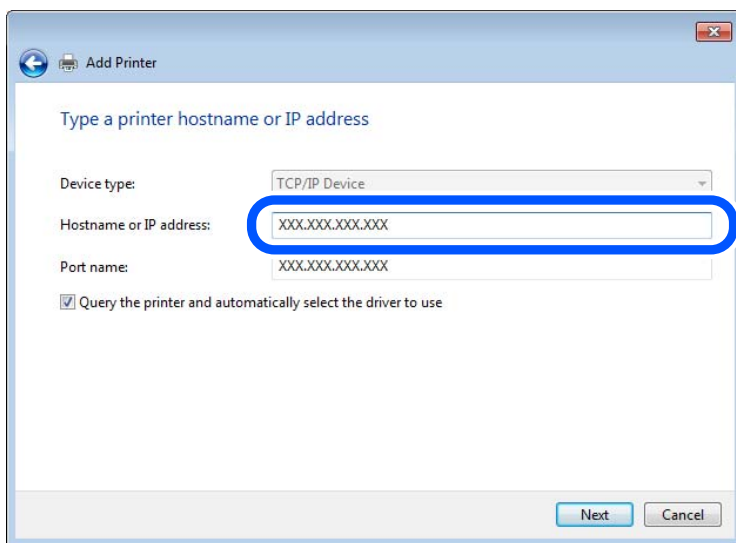 Add Printer
Type a printer hostname or IP address
Device type: TCP/IP Device
Hostname or IP address: XXX.XXX.XXX.XXX
Port name: XXX.XXX.XXX.XXX
Query the printer and automatically select the driver to use
Next Cancel